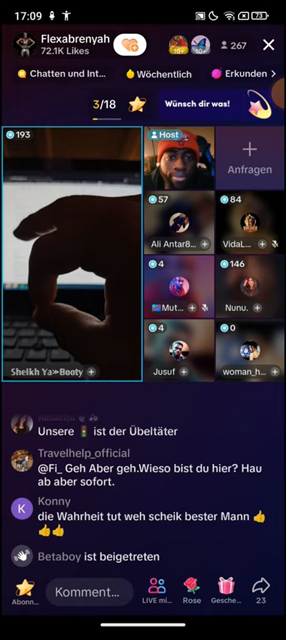 17:09
73
Flexabrenyah
72.1K Likes
267
Chatten und Int...
Wöchentlich
Erkunden
3/18
Wünsch dir was!
193
Host
Anfragen
57
84
Ali Antar8...
VidaL...
4
146
Mut...
Nunu.
4
0
Jusuf
woman_h...
Sheikh Ya Booty
Unsere 🚦 ist der Übeltäter
Travelhelp_official
@Fi_ Geh Aber geh.Wieso bist du hier? Hau
ab aber sofort.
K
Konny
die Wahrheit tut weh scheik bester Mann 👍
👍👍
Betaboy ist beigetreten
Abonn...
Komment...
LIVE mi...
Rose
Gesche...
23